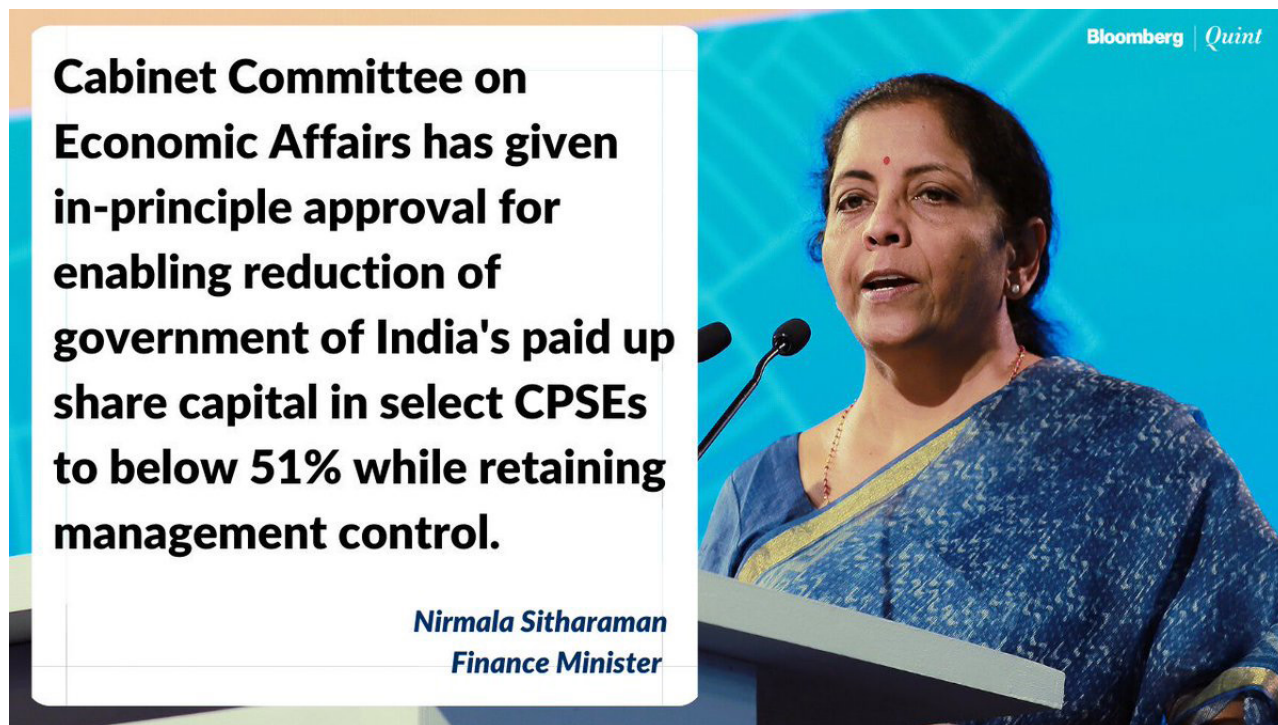 Bloomberg | Quint
Cabinet Committee on
Economic Affairs has given
in-principle approval for
enabling reduction of
government of India's paid up
share capital in select CPSEs
to below 51% while retaining
management control.
Nirmala Sitharaman
Finance Minister